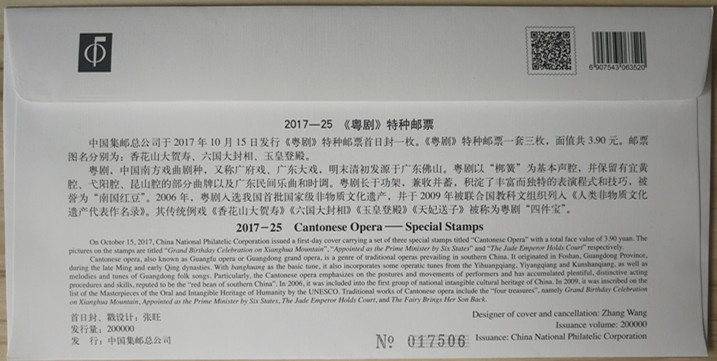 6 907543 063520
2017—25 《粤剧》特种邮票
中国集邮总公司于 2017 年 10 月 15 日发行《粤剧》特种邮票首日封一枚。《粤剧》特种邮票一套三枚，面值共 3.90 元。邮票
图名分别为：香花山大贺寿、六国大封相、玉皇登殿。
粤剧，中国南方戏曲剧种，又称广府戏、广东大戏，明末清初发源于广东佛山。粤剧以“梆簧”为基本声腔，并保留有宜黄
腔、弋阳腔、昆山腔的部分曲牌以及广东民间乐曲和时调。粤剧长于功架，兼收并蓄，积淀了丰富而独特的表演程式和技巧，被
誉为“南国红豆”。2006 年，粤剧入选我国首批国家级非物质文化遗产，并于 2009 年被联合国教科文组织列入《人类非物质文化
遗产代表作名录》。其传统例戏《香花山大贺寿》《六国大封相》《玉皇登殿》《天妃送子》被称为粤剧“四件宝”。
2017－25 Cantonese Opera — Special Stamps
On October 15, 2017, China National Philatelic Corporation issued a first-day cover carrying a set of three special stamps titled “Cantonese Opera” with a total face value of 3.90 yuan. The
pictures on the stamps are titled “Grand Birthday Celebration on Xianghua Mountain”, “Appointed as the Prime Minister by Six States” and “The Jade Emperor Holds Court” respectively.
Cantonese opera, also known as Guangfu opera or Guangdong grand opera, is a genre of traditional operas prevailing in southern China. It originated in Foshan, Guangdong Province,
during the late Ming and early Qing dynasties. With banghuang as the basic tune, it also incorporates some operatic tunes from the Yihuangqiang, Yiyangqiang and Kunshanqiang, as well as
melodies and tunes of Guangdong folk songs. Particularly, the Cantonese opera emphasizes on the postures and movements of performers and has accumulated plentiful, distinctive acting
procedures and skills, reputed to be the “red bean of southern China”. In 2006, it was included into the first group of national intangible cultural heritage of China. In 2009, it was inscribed on the
list of the Masterpieces of the Oral and Intangible Heritage of Humanity by the UNESCO. Traditional works of Cantonese opera include the “four treasures”, namely Grand Birthday Celebration
on Xianghua Mountain, Appointed as the Prime Minister by Six States, The Jade Emperor Holds Court, and The Fairy Brings Her Son Back.
首日封、戳设计：张旺
发行量：200000
发 行：中国集邮总公司
№ 017506
Designer of cover and cancellation: Zhang Wang
Issuance volume: 200000
Issuance: China National Philatelic Corporation